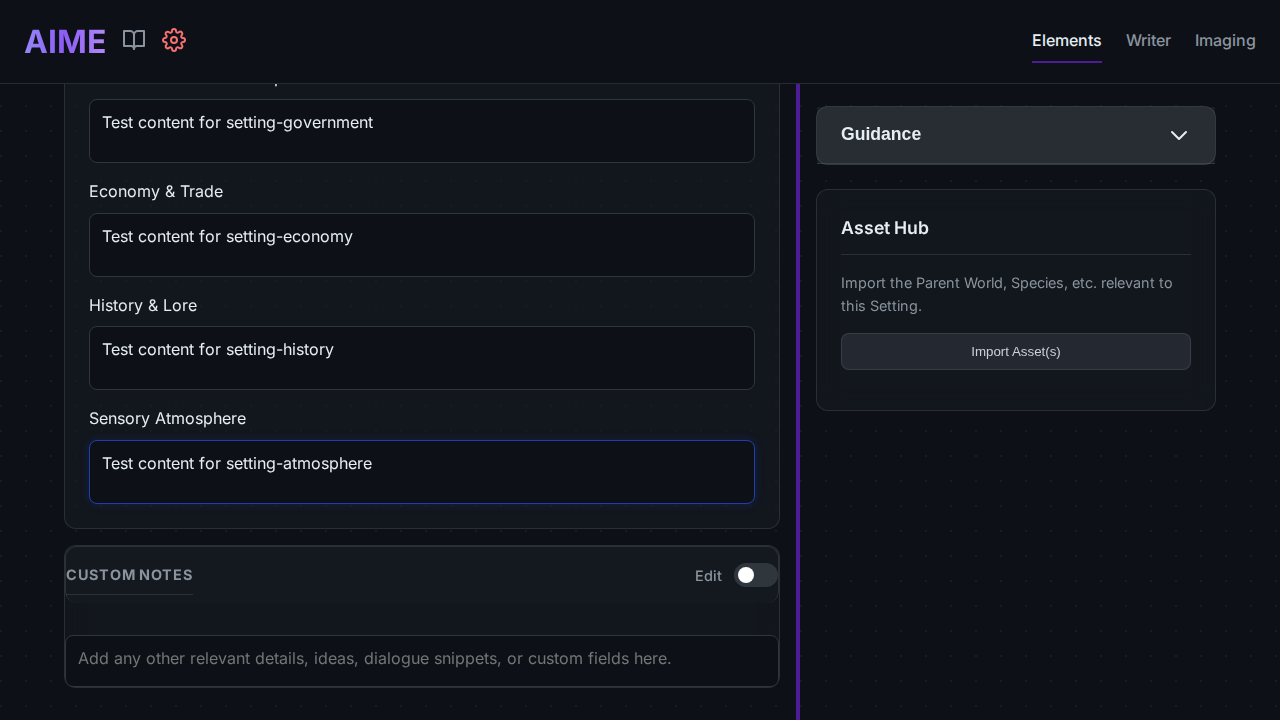 AIME
Elements
Writer
Imaging
Test content for setting-government
Economy & Trade
Test content for setting-economy
History & Lore
Test content for setting-history
Sensory Atmosphere
Test content for setting-atmosphere
CUSTOM NOTES
Edit
Add any other relevant details, ideas, dialogue snippets, or custom fields here.
Guidance
Asset Hub
Import the Parent World, Species, etc. relevant to
this Setting.
Import Asset(s)